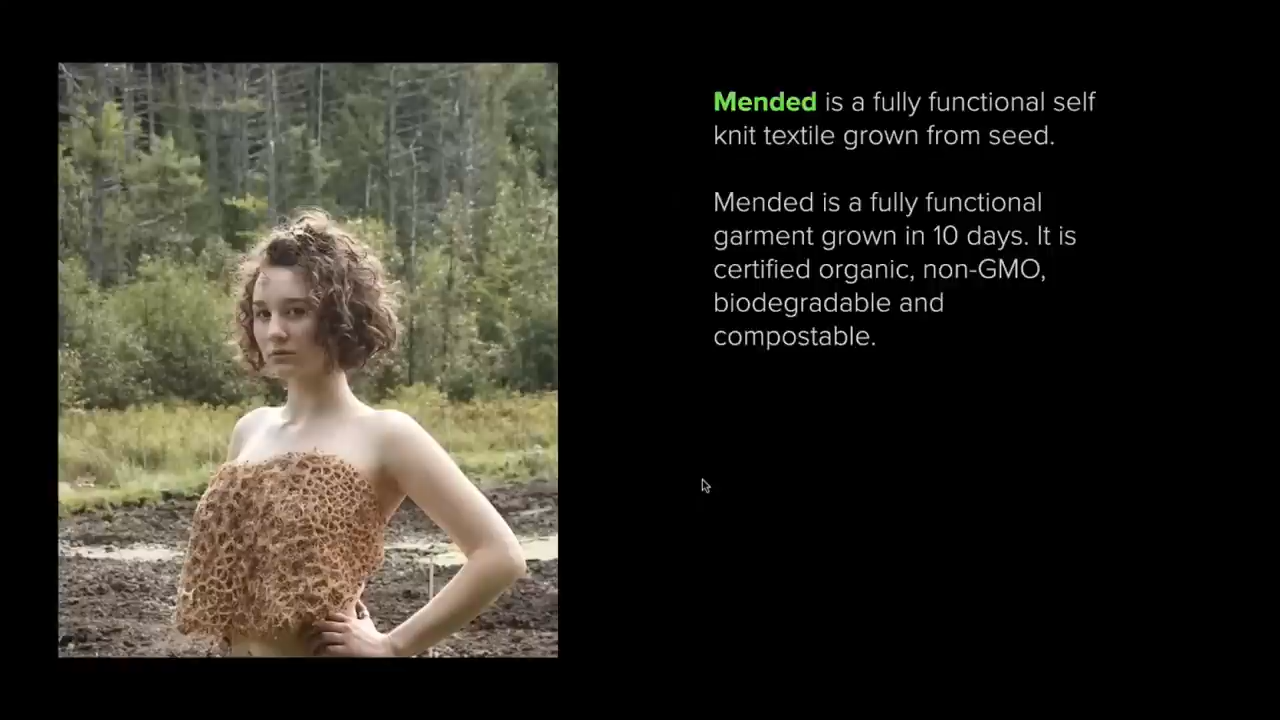 Mended is a fully functional self
knit textile grown from seed.
Mended is a fully functional
garment grown in 10 days. It is
certified organic, non-GMO,
biodegradable and
compostable.